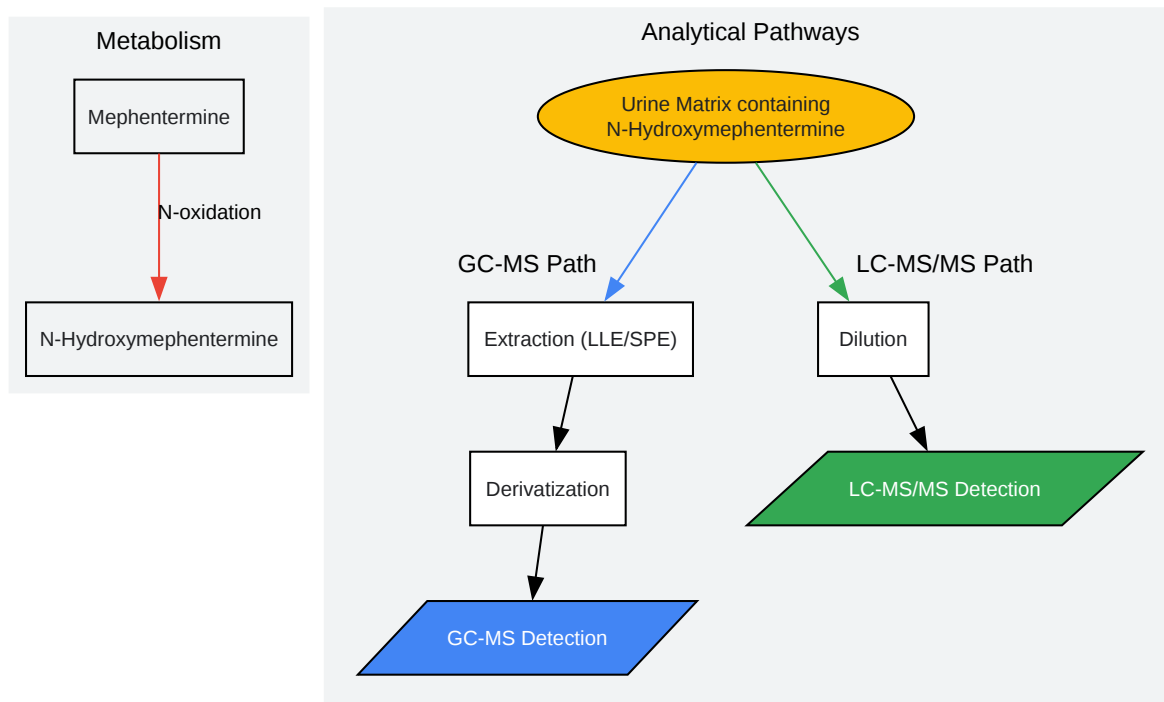 Metabolism
Mephentermine
N-oxidation
N-Hydroxymephentermine
Analytical Pathways
Urine Matrix containing
N-Hydroxymephentermine
GC-MS Path
Extraction (LLE/SPE)
Derivatization
GC-MS Detection
LC-MS/MS Path
Dilution
LC-MS/MS Detection